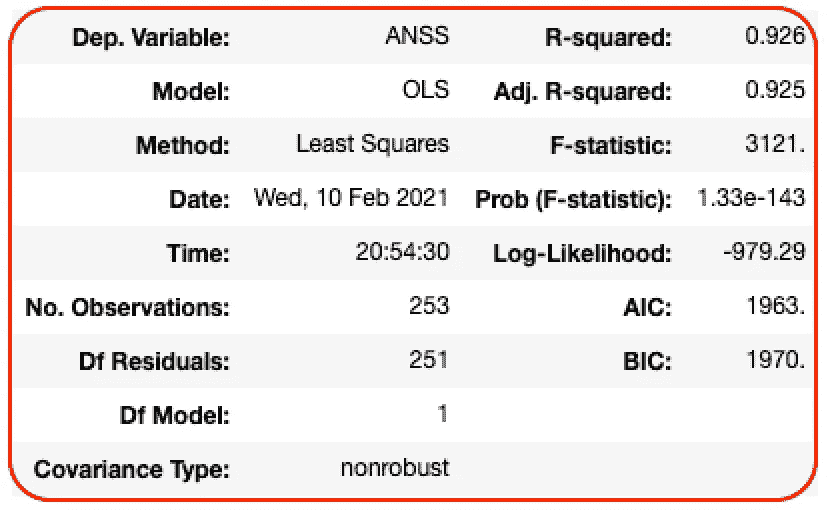 Dep. Variable: ANSS R-squared: 0.926
Model: OLS Adj. R-squared: 0.925
Method: Least Squares F-statistic: 3121.
Date: Wed, 10 Feb 2021 Prob (F-statistic): 1.33e-143
Time: 20:54:30 Log-Likelihood: -979.29
No. Observations: 253 AIC: 1963.
Df Residuals: 251 BIC: 1970.
Df Model: 1
Covariance Type: nonrobust